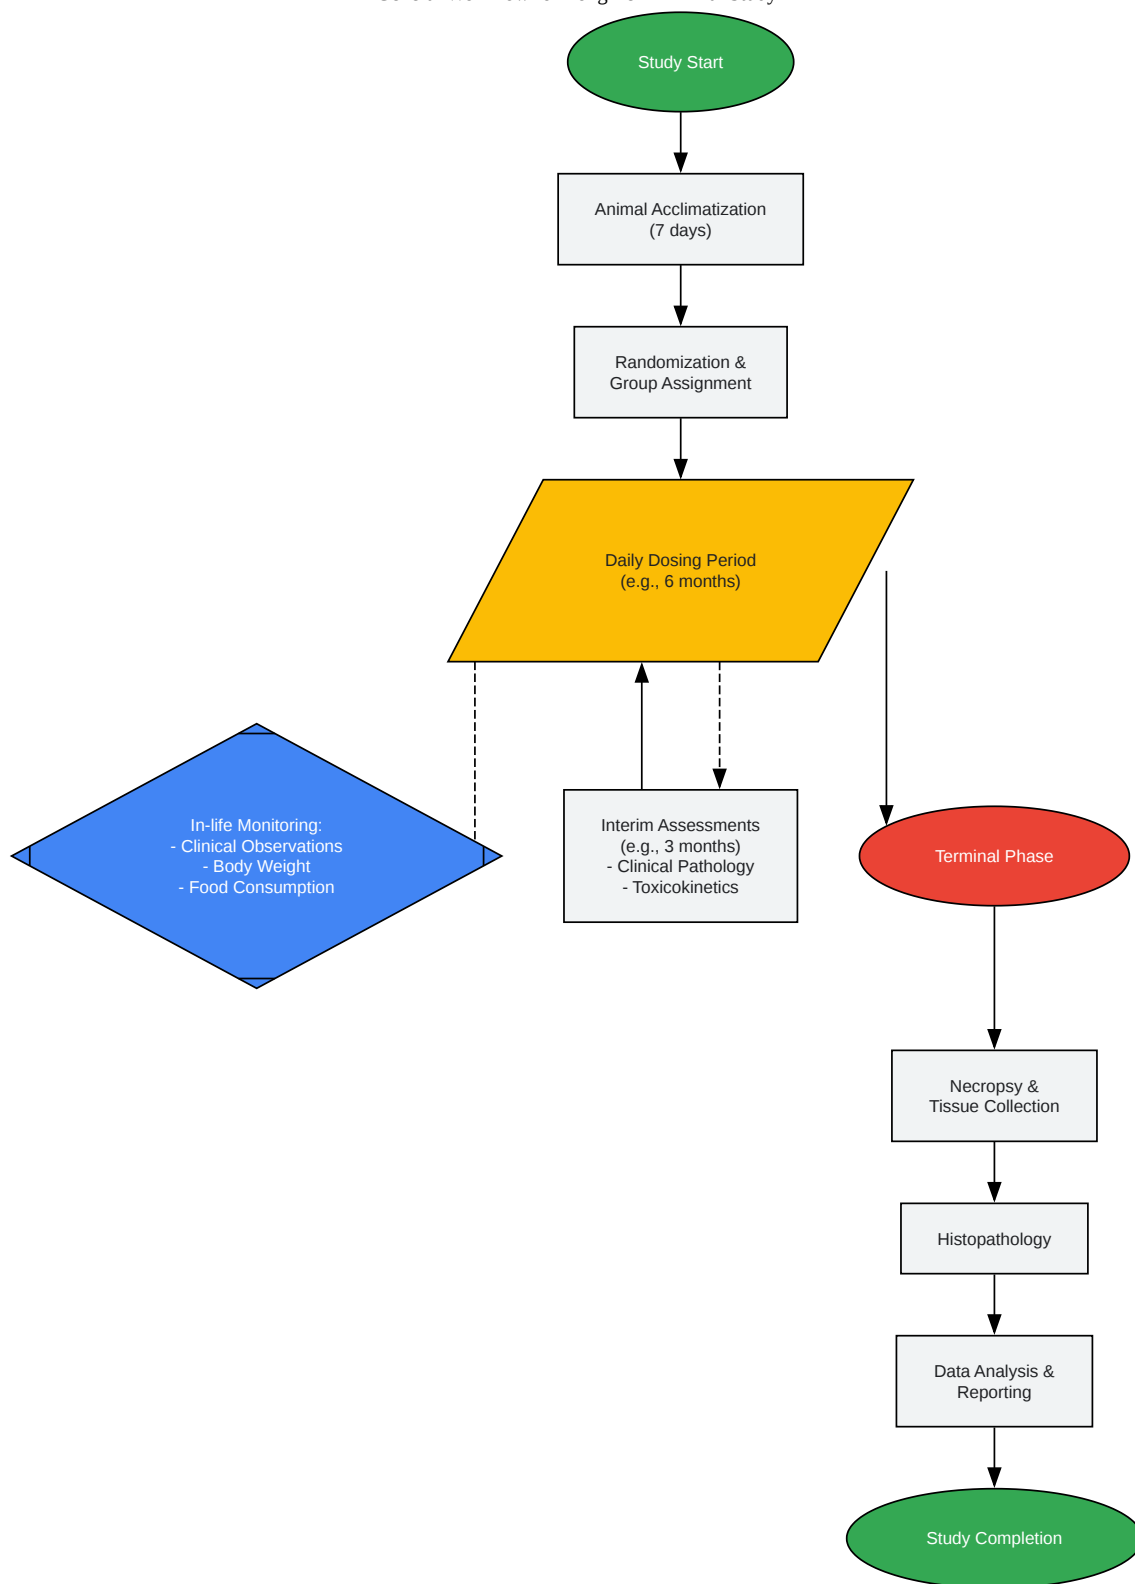 Study Start
Animal Acclimatization
(7 days)
Randomization &
Group Assignment
Daily Dosing Period
(e.g., 6 months)
In-life Monitoring:
- Clinical Observations
- Body Weight
- Food Consumption
Interim Assessments
(e.g., 3 months)
- Clinical Pathology
- Toxicokinetics
Terminal Phase
Necropsy &
Tissue Collection
Histopathology
Data Analysis &
Reporting
Study Completion